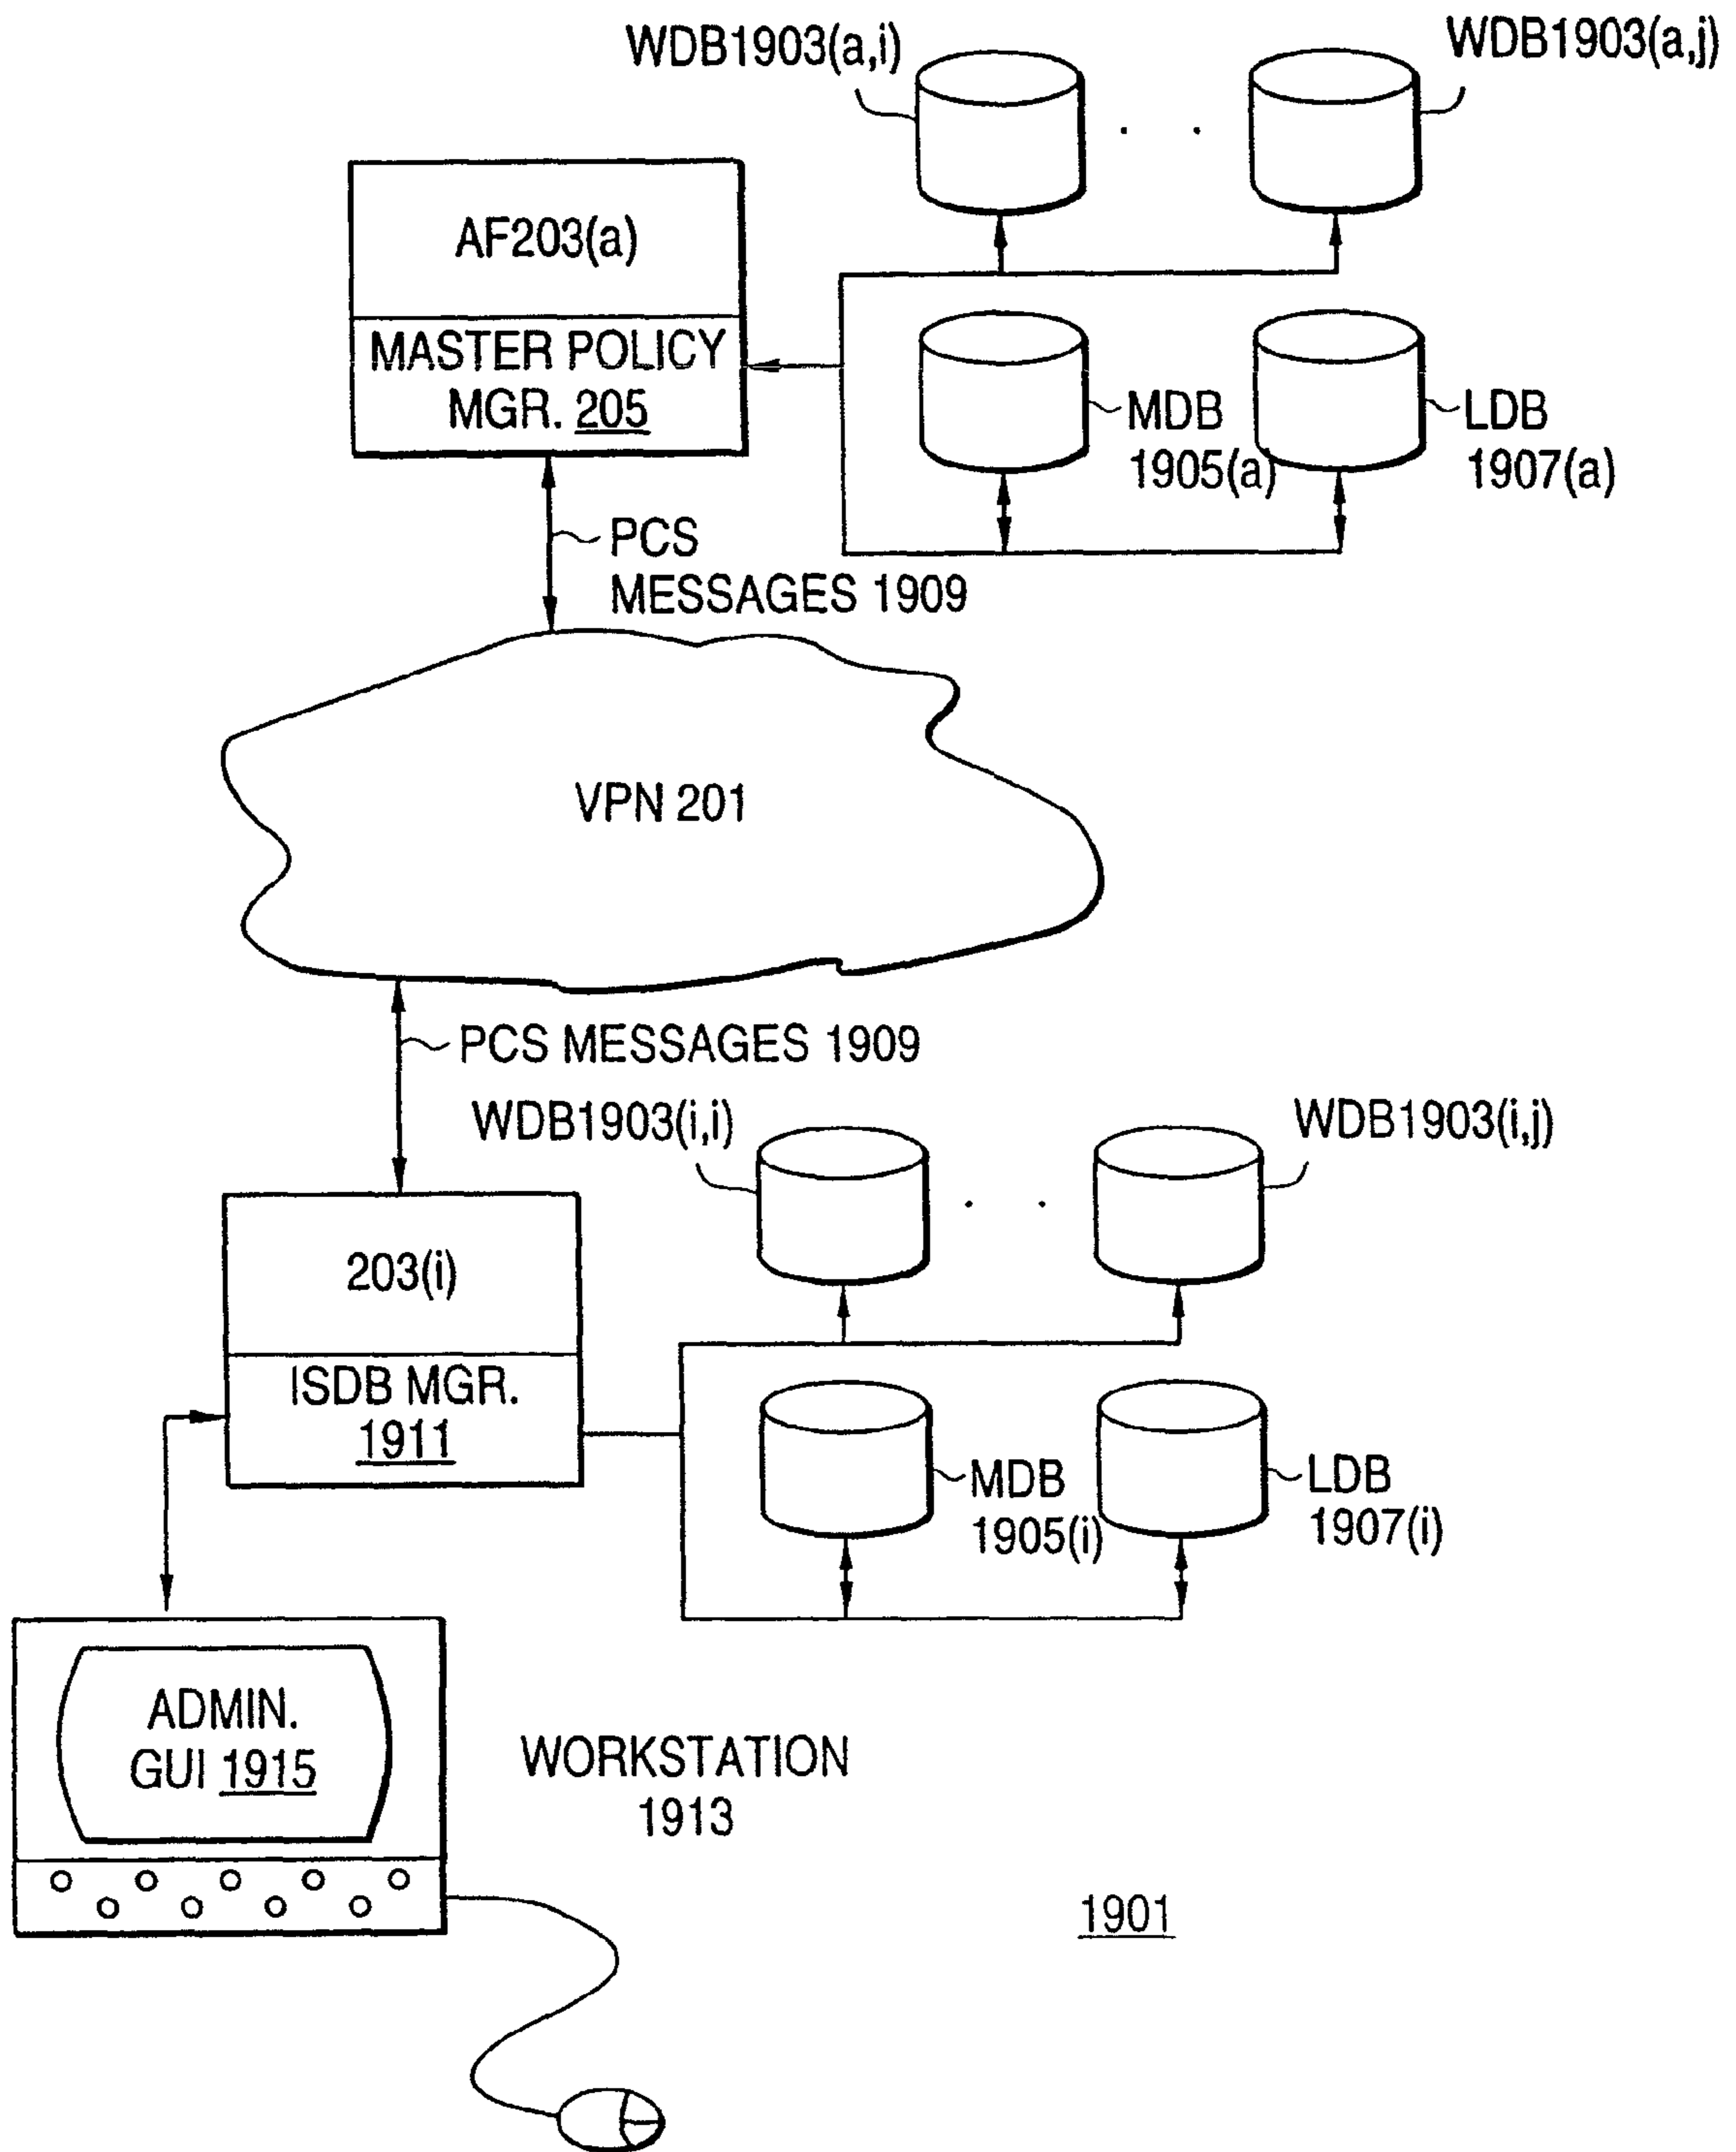 WDB1903(a,i)
WDB1903(a,j)
AF203(a)
MASTER POLICY
MGR. 205
MDB
1905(a)
LDB
1907(a)
PCS
MESSAGES 1909
VPN 201
PCS MESSAGES 1909
WDB1903(i,i)
WDB1903(i,j)
203(i)
ISDB MGR.
1911
MDB
1905(i)
LDB
1907(i)
ADMIN.
GUI 1915
WORKSTATION
1913
1901